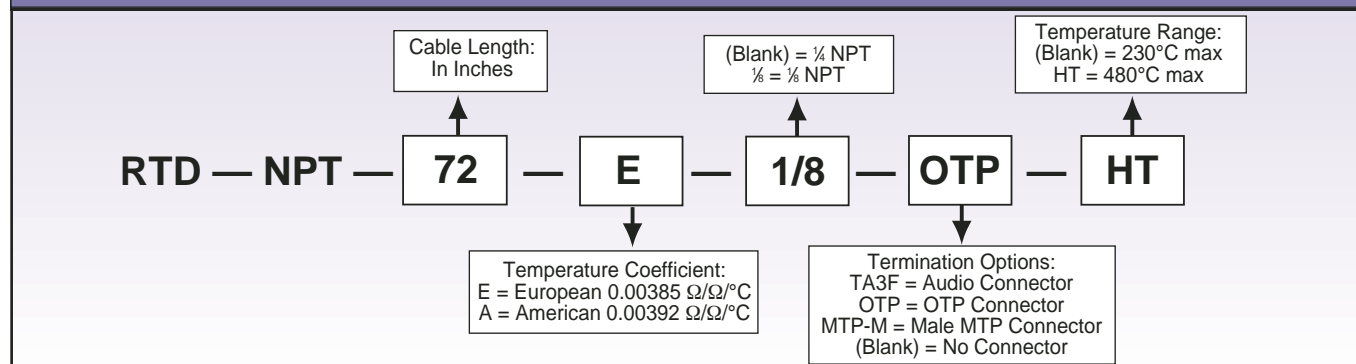 Cable Length:
In Inches
(Blank) = ¼ NPT
⅛ = ⅛ NPT
Temperature Range:
(Blank) = 230°C max
HT = 480°C max
RTD — NPT — 72 — E — 1/8 — OTP — HT
Temperature Coefficient:
E = European 0.00385 Ω/Ω/°C
A = American 0.00392 Ω/Ω/°C
Termination Options:
TA3F = Audio Connector
OTP = OTP Connector
MTP-M = Male MTP Connector
(Blank) = No Connector